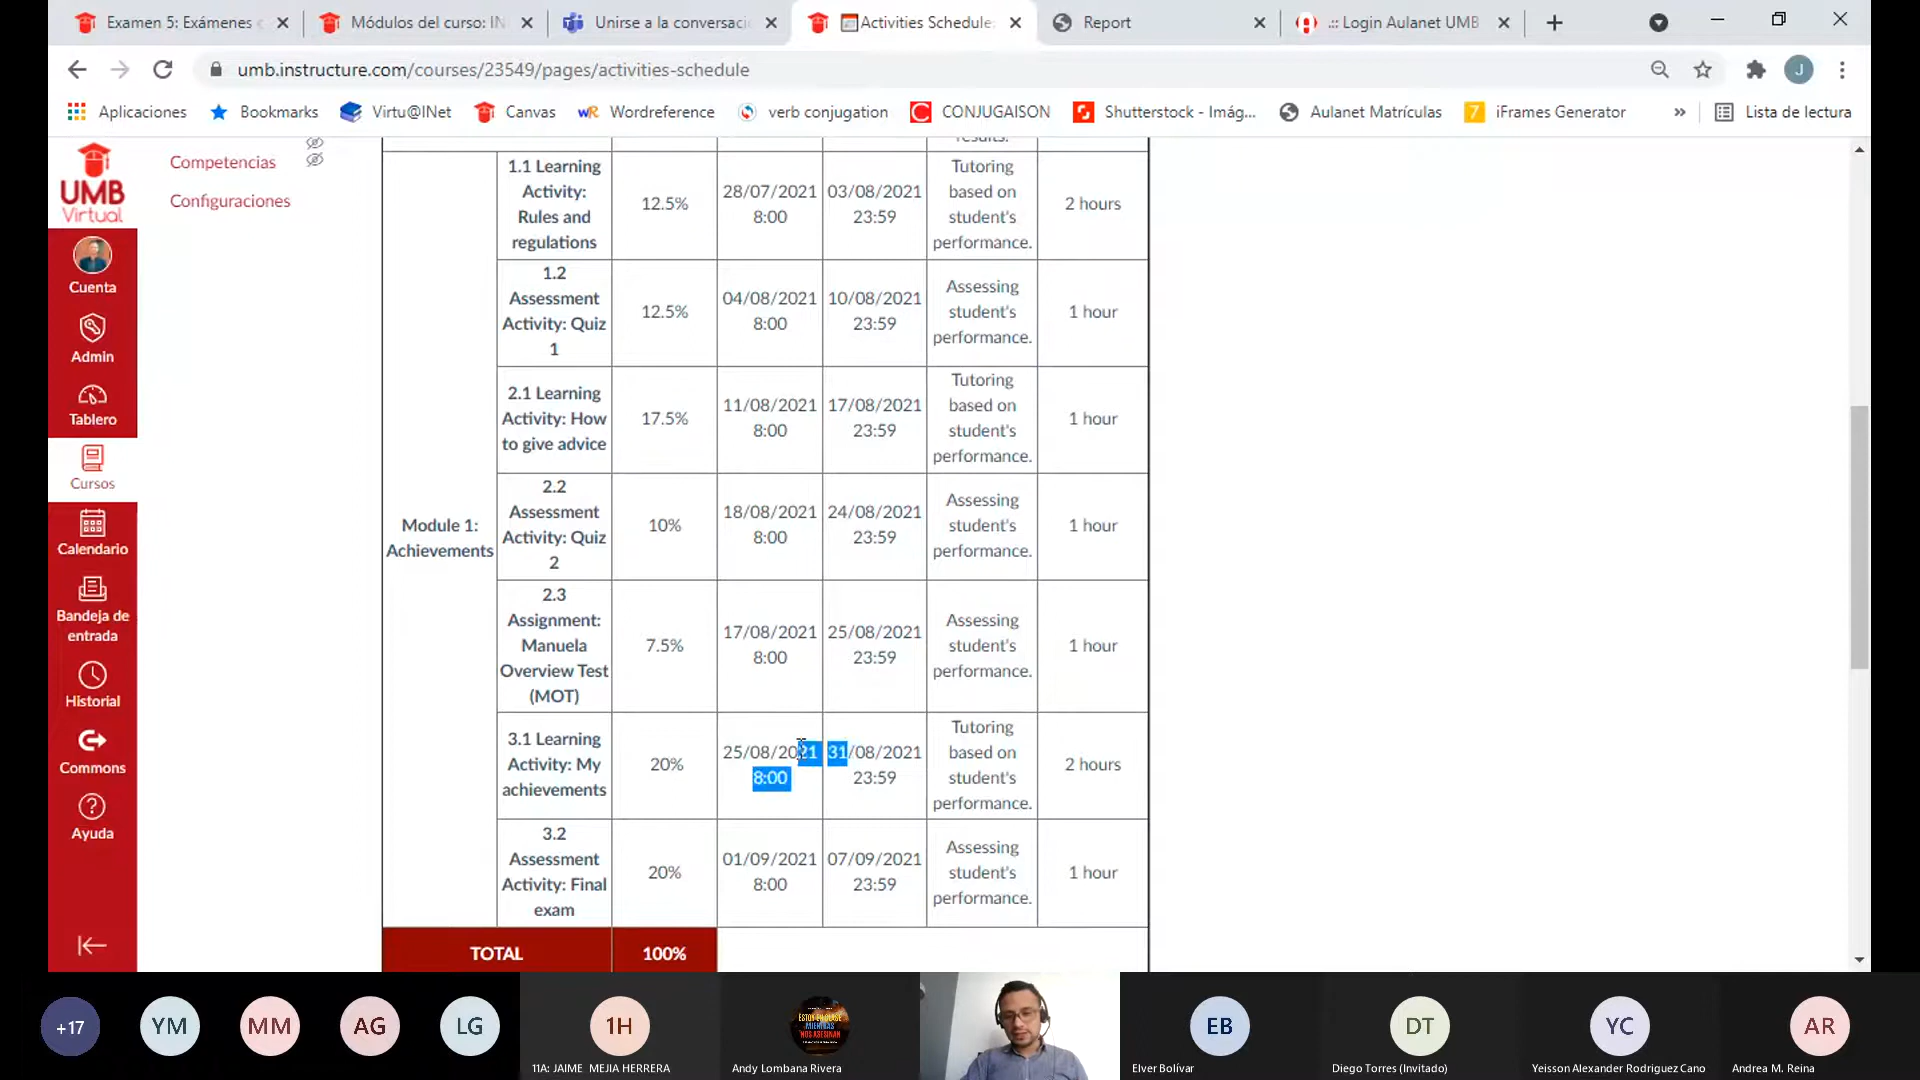 Examen 5: Exámenes
Módulos del curso: IN
Unirse a la conversació
Activities Schedule:
Report
.:: Login Aulanet UMB
umb.instructure.com/courses/23549/pages/activities-schedule
J
Aplicaciones
Bookmarks
Virtu@lNet
Canvas
WR Wordreference
verb conjugation
C CONJUGAISON
Shutterstock - Imág...
Aulanet Matrículas
7 iFrames Generator
»
Lista de lectura
UMB
Virtual
Cuenta
Admin
Tablero
Cursos
Calendario
Bandeja de
entrada
Historial
Commons
Ayuda
Competencias
Configuraciones
results.
Module 1:
Achievements
1.1 Learning
Activity:
Rules and
regulations
12.5%
28/07/2021
8:00
03/08/2021
23:59
Tutoring
based on
student's
performance.
2 hours
1.2
Assessment
Activity: Quiz
1
12.5%
04/08/2021
8:00
10/08/2021
23:59
Assessing
student's
performance.
1 hour
2.1 Learning
Activity: How
to give advice
17.5%
11/08/2021
8:00
17/08/2021
23:59
Tutoring
based on
student's
performance.
1 hour
2.2
Assessment
Activity: Quiz
2
10%
18/08/2021
8:00
24/08/2021
23:59
Assessing
student's
performance.
1 hour
2.3
Assignment:
Manuela
Overview Test
(MOT)
7.5%
17/08/2021
8:00
25/08/2021
23:59
Assessing
student's
performance.
1 hour
3.1 Learning
Activity: My
achievements
20%
25/08/2021
8:00
31/08/2021
23:59
Tutoring
based on
student's
performance.
2 hours
3.2
Assessment
Activity: Final
exam
20%
01/09/2021
8:00
07/09/2021
23:59
Assessing
student's
performance.
1 hour
TOTAL
100%
+17
YM
MM
AG
LG
1H
11A: JAIME MEJIA HERRERA
ESTOY EN CLASE
MIENTRAS
NOS ASESINAN
Andy Lombana Rivera
EB
Elver Bolívar
DT
Diego Torres (Invitado)
YC
Yeisson Alexander Rodriguez Cano
AR
Andrea M. Reina